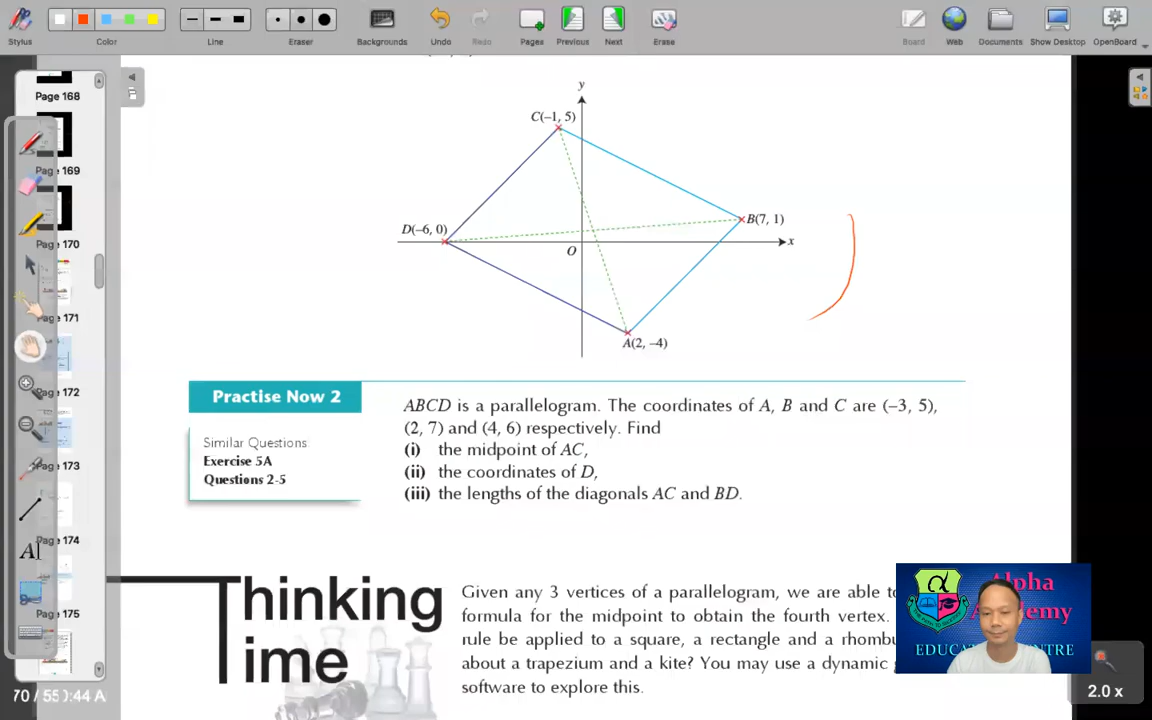 Stylus
Color
Line
Eraser
Backgrounds
Undo
Redo
Pages
Previous
Next
Erase
Board
Web
Documents
Show Desktop
OpenBoard
Page 168
Page 169
Page 170
Page 171
Page 172
Page 173
Page 174
Page 175
70 / 55
0:44 A
y
C(–1, 5)
B(7, 1)
D(–6, 0)
x
O
A(2, –4)
Practise Now 2
Similar Questions
Exercise 5A
Questions 2-5
ABCD is a parallelogram. The coordinates of A, B and C are (–3, 5),
(2, 7) and (4, 6) respectively. Find
(i) the midpoint of AC,
(ii) the coordinates of D,
(iii) the lengths of the diagonals AC and BD.
Thinking
Time
Given any 3 vertices of a parallelogram, we are able to
formula for the midpoint to obtain the fourth vertex.
rule be applied to a square, a rectangle and a
about a trapezium and a kite? You may use a dynamic
software to explore this.
Alpha
Academy
2.0 x